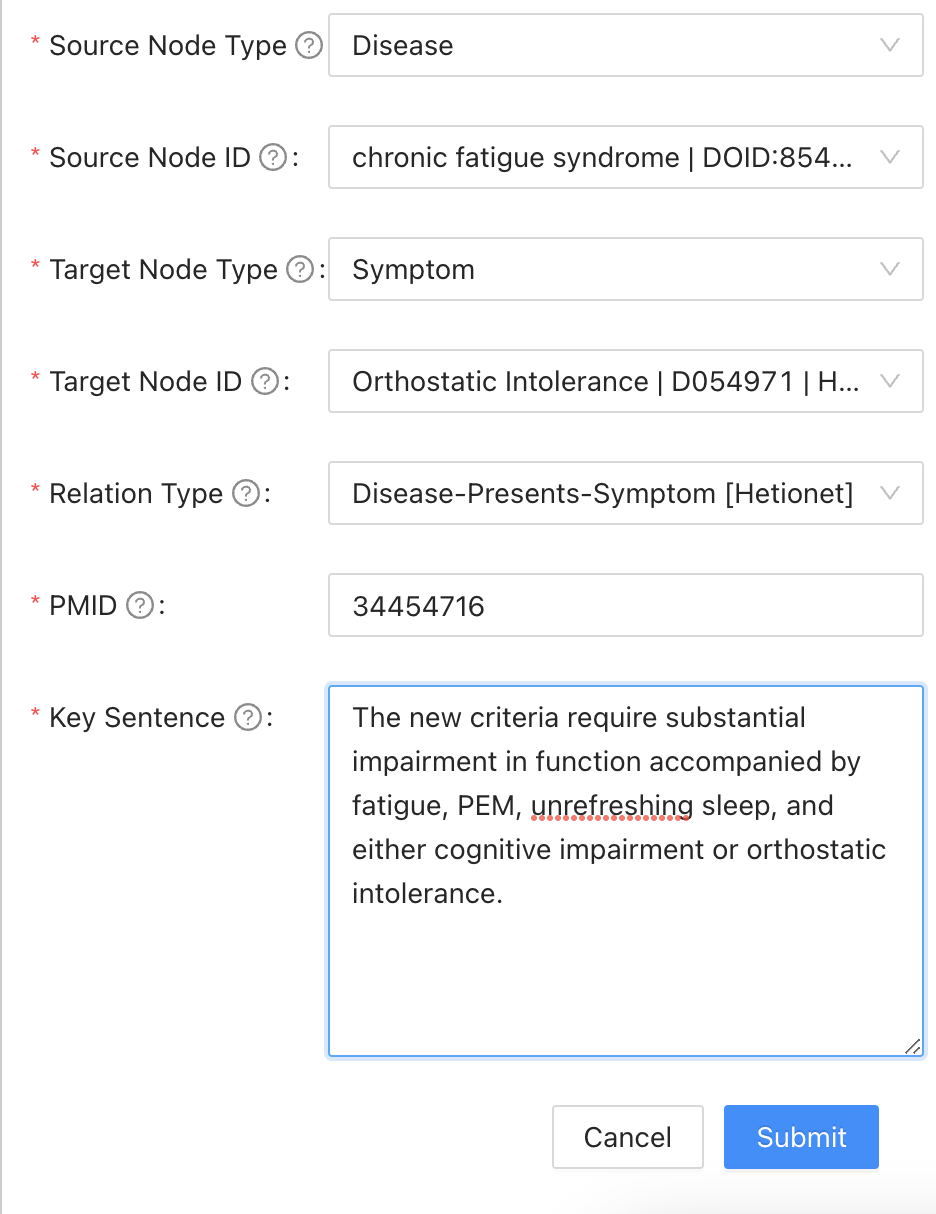 * Source Node Type ? Disease
* Source Node ID ?: chronic fatigue syndrome | DOID:854...
* Target Node Type ?: Symptom
* Target Node ID ?: Orthostatic Intolerance | D054971 | H...
* Relation Type ?: Disease-Presents-Symptom [Hetionet]
* PMID ?: 34454716
* Key Sentence ?: The new criteria require substantial
impairment in function accompanied by
fatigue, PEM, unrefreshing sleep, and
either cognitive impairment or orthostatic
intolerance.
Cancel Submit